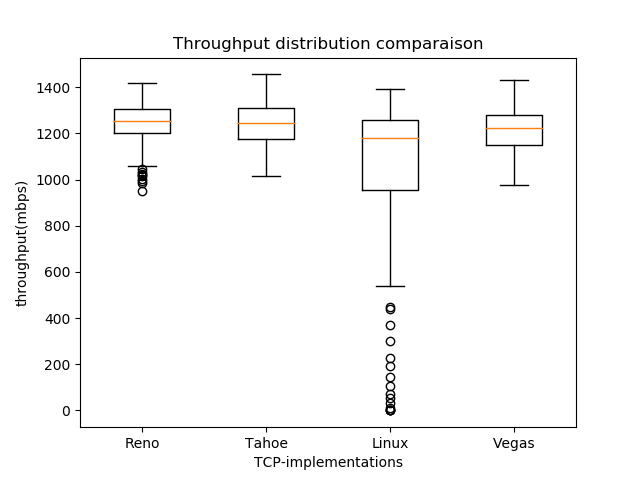 Throughput distribution comparaison
throughput(mbps)
1400
1200
1000
800
600
400
200
0
Reno Tahoe Linux Vegas
TCP-implementations